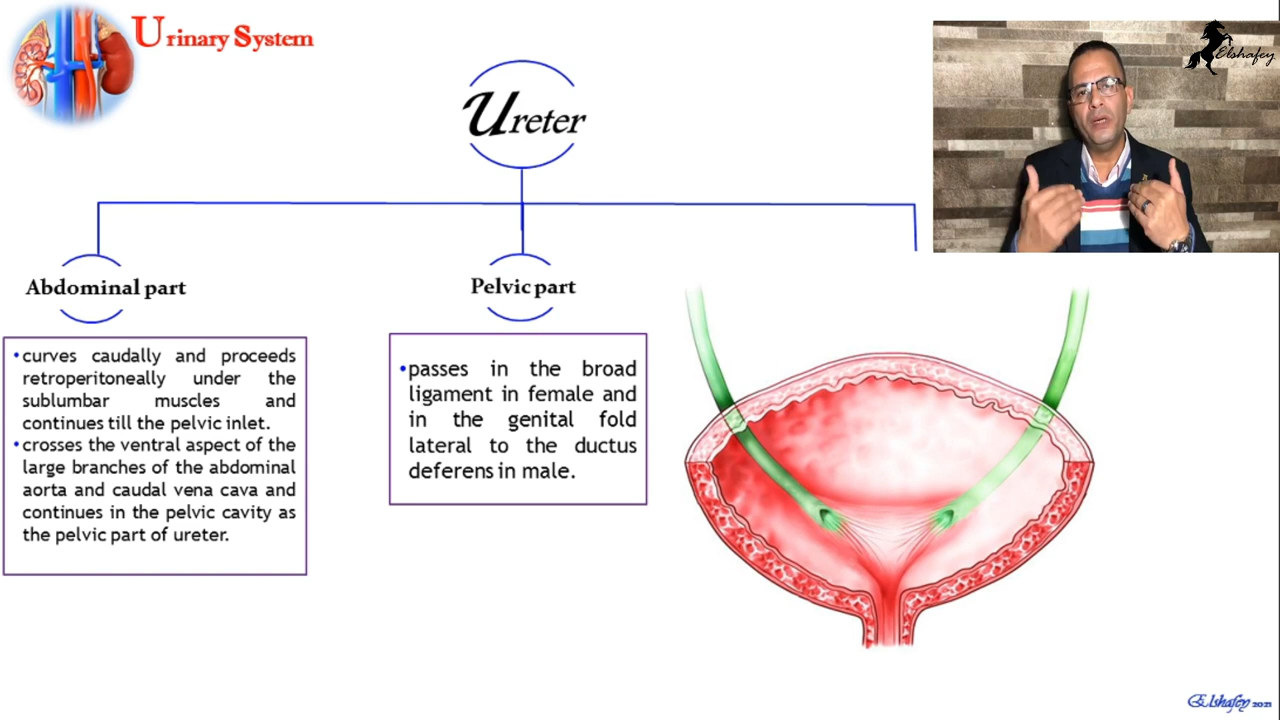 Urinary System
Elshafey
Ureter
Abdominal part
•curves caudally and proceeds
retroperitoneally under the
sublumbar muscles and
continues till the pelvic inlet.
•crosses the ventral aspect of the
large branches of the abdominal
aorta and caudal vena cava and
continues in the pelvic cavity as
the pelvic part of ureter.
Pelvic part
•passes in the broad
ligament in female and
in the genital fold
lateral to the ductus
deferens in male.
Elshafey 2021